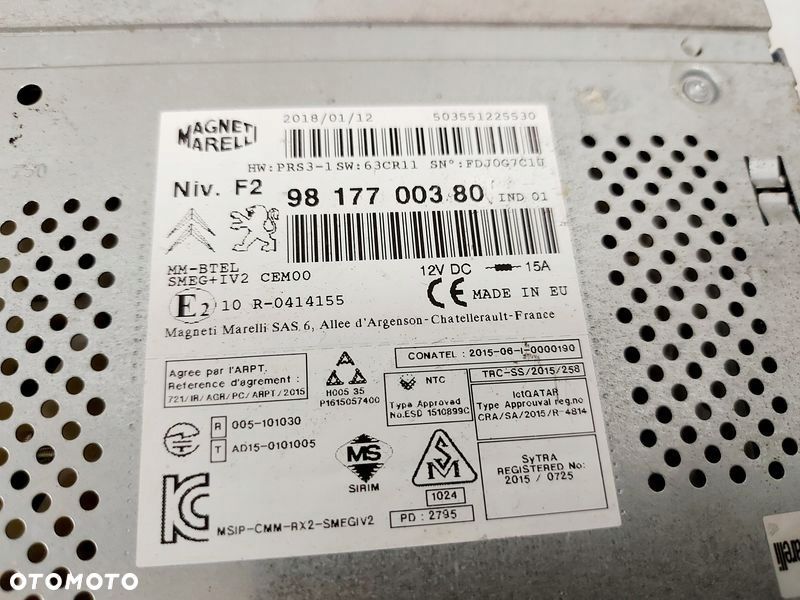 MAGNETI MARELLI
2018/01/12 503551225530
HW:PRS3-1 SW:63CR11 SN°:FDJ0G7C1U
Niv. F2 98 177 003 80 IND 01
MM-BTEL
SMEG+IV2 CEM00
12V DC 15A
E2 10 R-0414155
CE MADE IN EU
Magneti Marelli SAS 6, Allee d'Argenson-Chatellerault-France
Agree par l'ARPT.
Reference d'agrement :
721/IR/AGR/PC/ARPT/2015
H005 35
P1615057400
CONATEL : 2015-06-I-0000190
NTC
Type Approved
No.ESD 1510899C
TRC-SS/2015/258
IctQATAR
Type Approuval reg.no
CRA/SA/2015/R-4814
R 005-101030
T AD15-0101005
MS
SIRIM
SM
1024
PD : 2795
SyTRA
REGISTERED No:
2015 / 0725
KC
MSIP-CMM-RX2-SMEGIV2
H
arelli
OTOMOTO